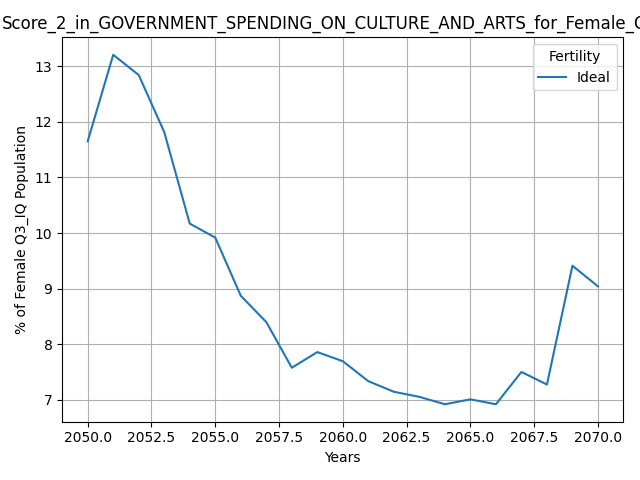 Score_2_in_GOVERNMENT_SPENDING_ON_CULTURE_AND_ARTS_for_Female_
Fertility
Ideal
% of Female Q3_IQ Population
13
12
11
10
9
8
7
2050.0 2052.5 2055.0 2057.5 2060.0 2062.5 2065.0 2067.5 2070.0
Years